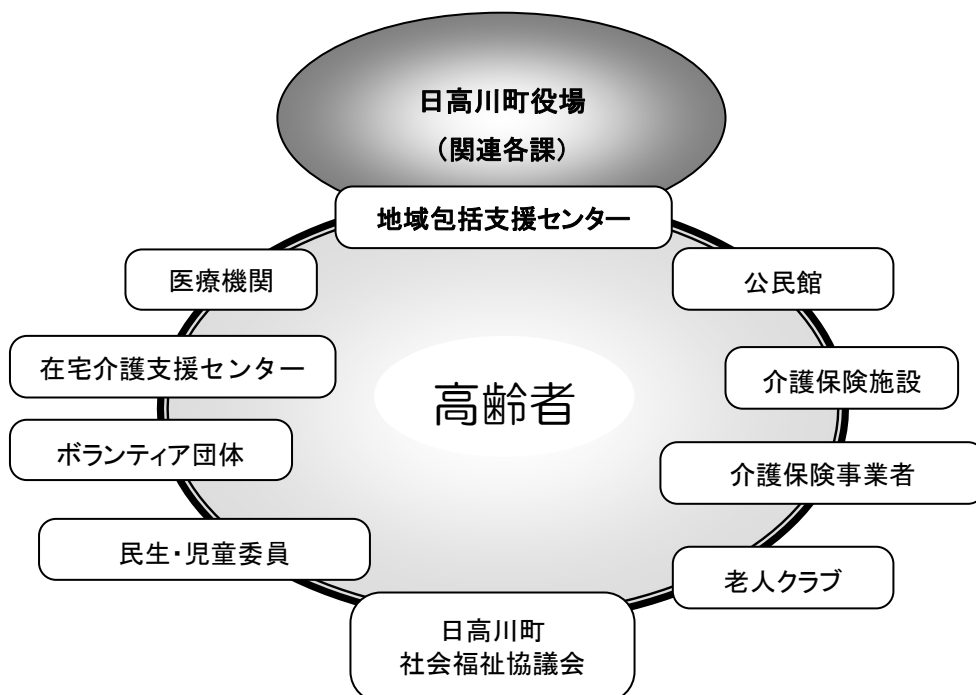 日高川町役場
（関連各課）
地域包括支援センター
医療機関
公民館
在宅介護支援センター
介護保険施設
高齢者
ボランティア団体
介護保険事業者
民生・児童委員
老人クラブ
日高川町
社会福祉協議会